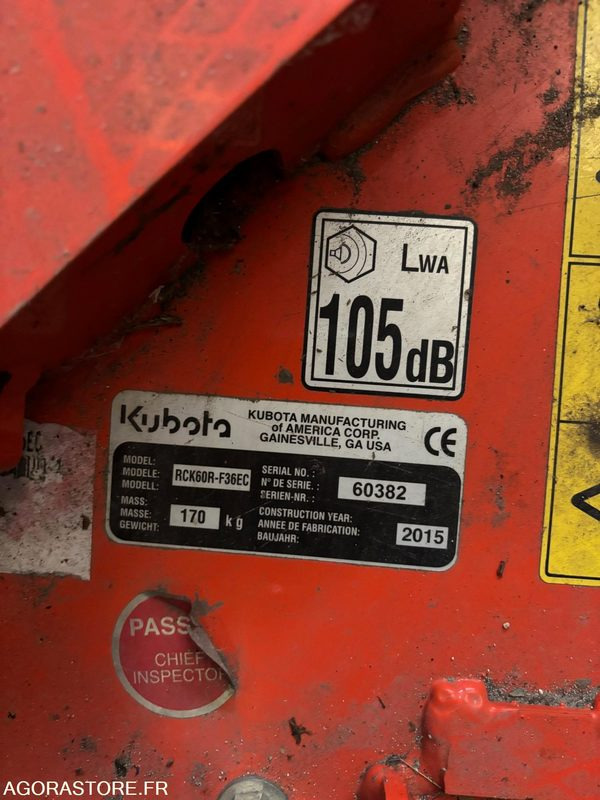 LWA
105dB
Kubota
KUBOTA MANUFACTURING
of AMERICA CORP.
GAINESVILLE, GA USA
CE
MODEL:
MODELE:
MODELL:
RCK60R-F36EC
SERIAL NO.:
N° DE SERIE.:
SERIEN-NR.:
60382
MASS:
MASSE:
GEWICHT:
170 kg
CONSTRUCTION YEAR:
ANNEE DE FABRICATION:
BAUJAHR:
2015
PASS
CHIEF
INSPECTO
AGORASTORE.FR